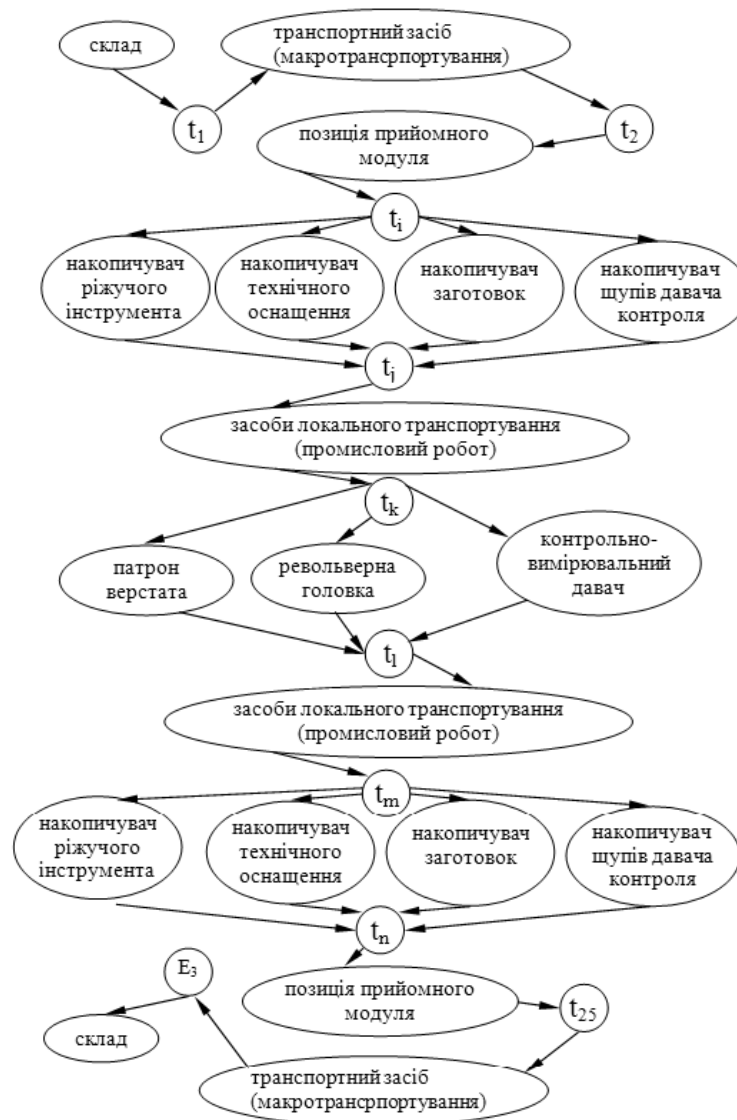 склад
транспортний засіб
(макротрансрпортування)
t₁
t₂
позиція прийомного
модуля
tᵢ
накопичувач
ріжучого
інструмента
накопичувач
технічного
оснащення
накопичувач
заготовок
накопичувач
щупів давача
контроля
tⱼ
засоби локального транспортування
(промисловий робот)
tₖ
патрон
верстата
револьверна
головка
контрольно-
вимірювальний
давач
tₗ
засоби локального транспортування
(промисловий робот)
tₘ
накопичувач
ріжучого
інструмента
накопичувач
технічного
оснащення
накопичувач
заготовок
накопичувач
щупів давача
контроля
tₙ
E₃
позиція прийомного
модуля
t₂₅
склад
транспортний засіб
(макротрансрпортування)